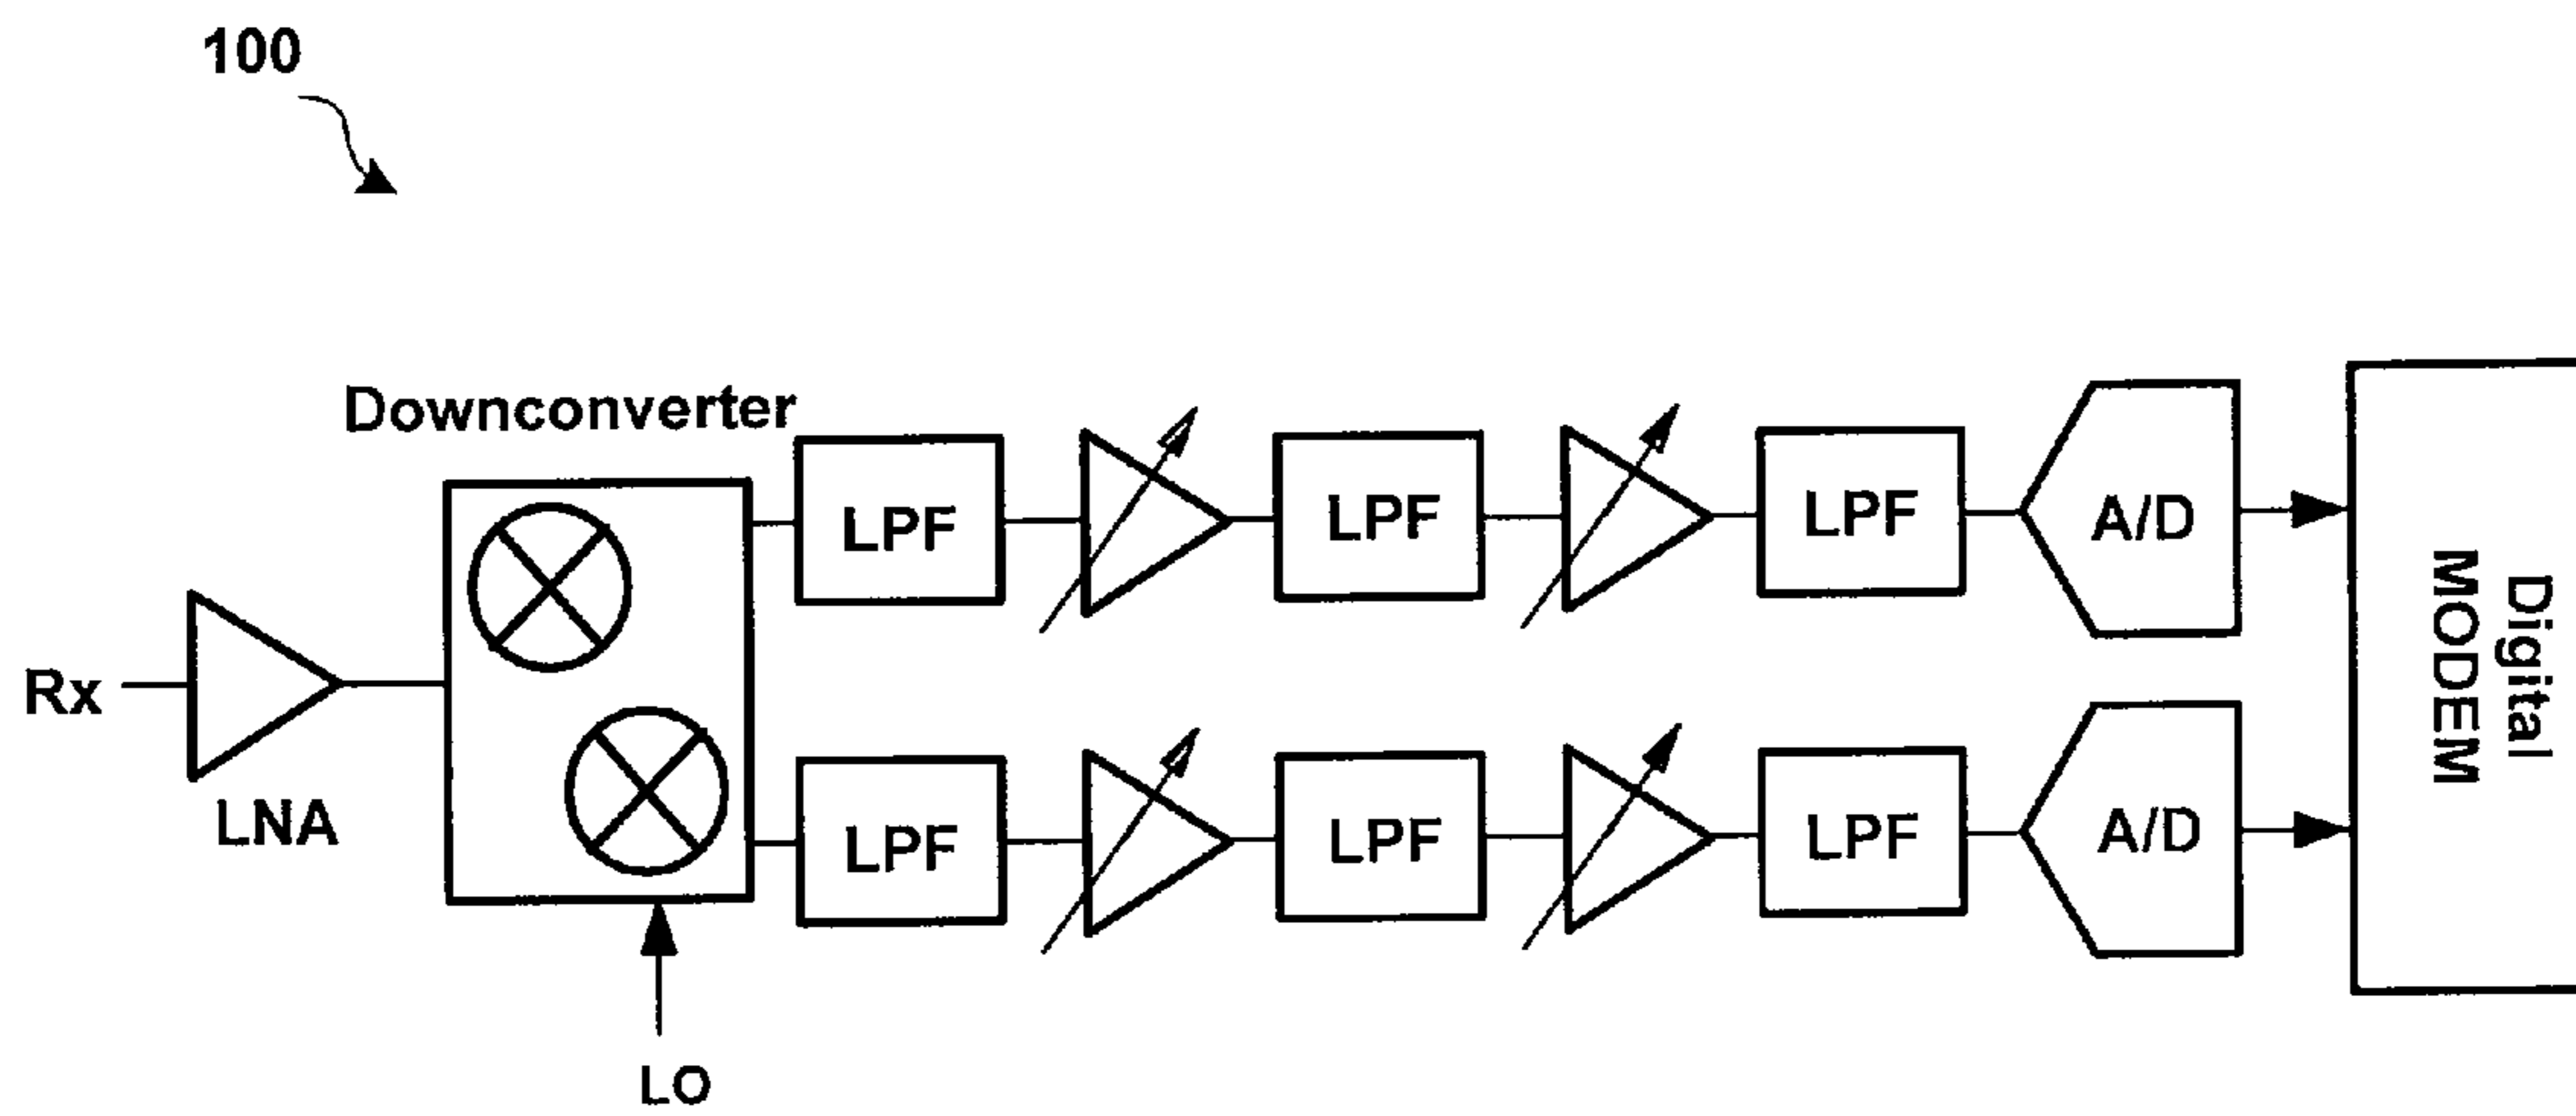 100
Downconverter
LPF
LPF
LPF
A/D
Rx
LNA
LPF
LPF
LPF
A/D
Digital
MODEM
LO